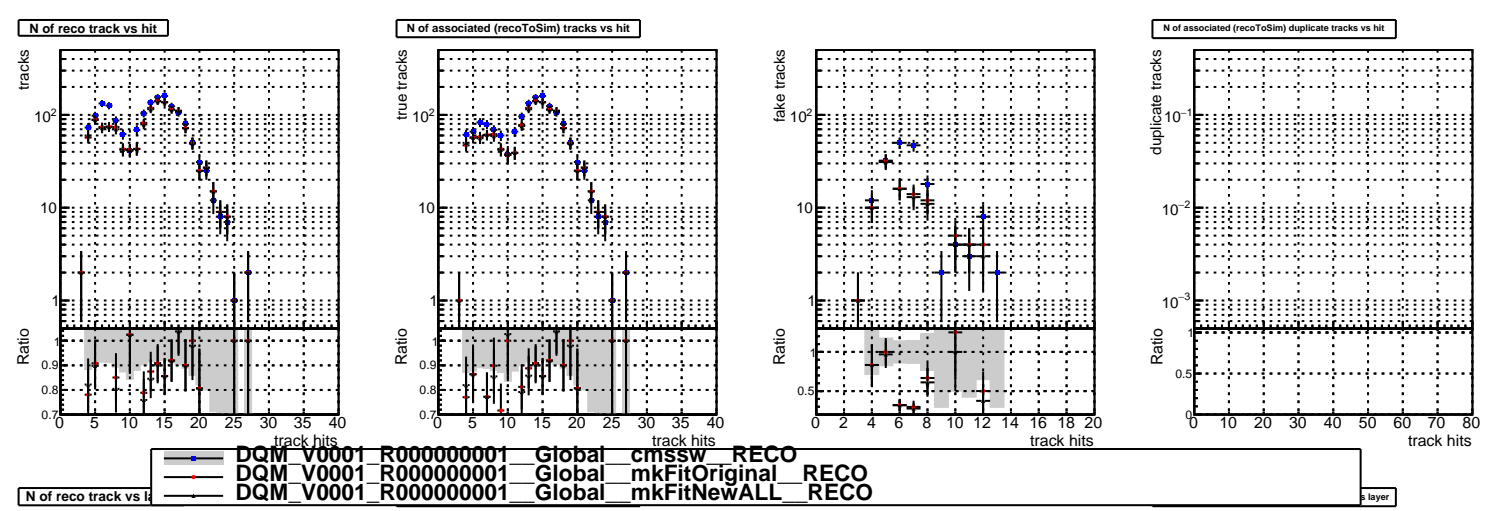 N of reco track vs hit
tracks
10²
10
1
Ratio
1
0.9
0.8
0.7
0 5 10 15 20 25 30 35 40
track hits
N of associated (recoToSim) tracks vs hit
true tracks
10²
10
1
Ratio
1
0.9
0.8
0.7
0 5 10 15 20 25 30 35 40
track hits
fake tracks
10²
10
1
Ratio
1
0.5
0 2 4 6 8 10 12 14 16 18 20
track hits
N of associated (recoToSim) duplicate tracks vs hit
duplicate tracks
10⁻¹
10⁻²
10⁻³
Ratio
1
0.5
0
0 10 20 30 40 50 60 70 80
track hits
DQM_V0001_R000000001__Global__cmssw__RECO
DQM_V0001_R000000001__Global__mkFitOriginal__RECO
DQM_V0001_R000000001__Global__mkFitNewALL__RECO
N of reco track vs
layer